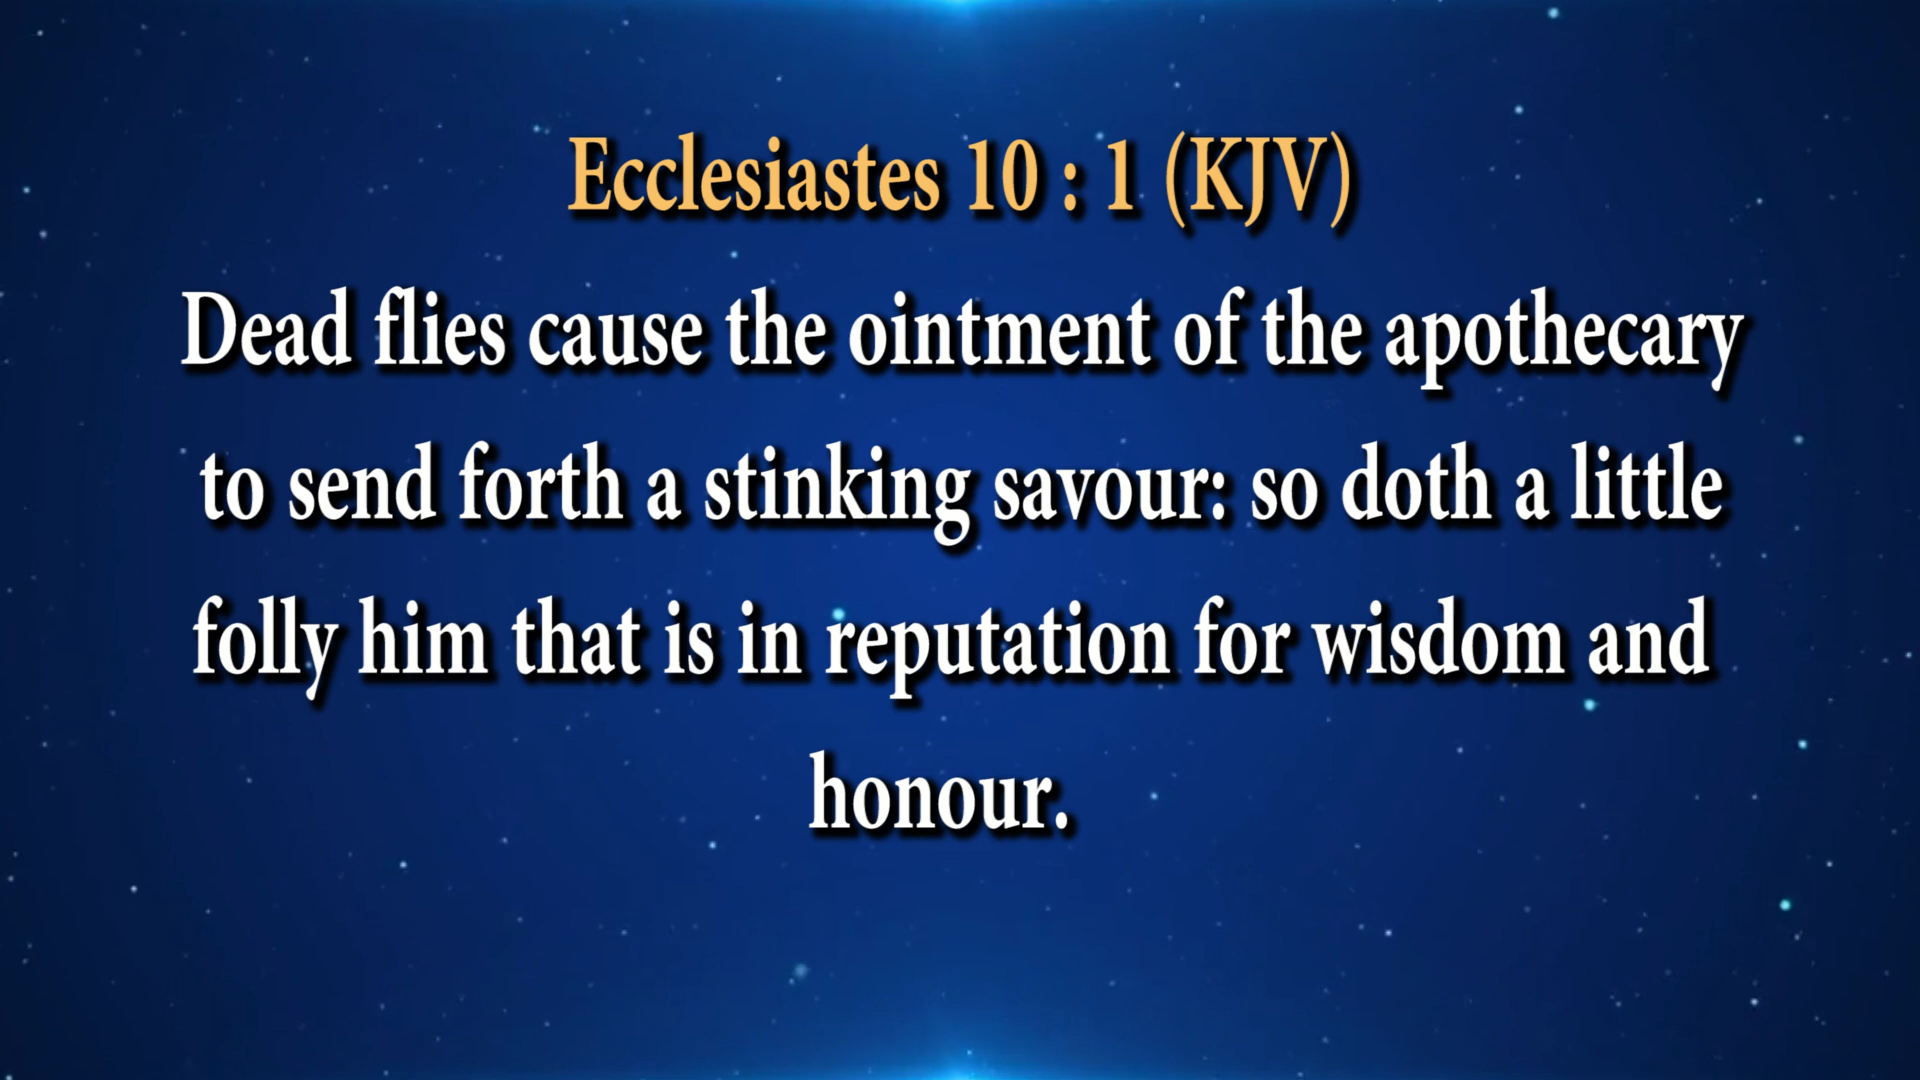 Ecclesiastes 10 : 1 (KJV)
Dead flies cause the ointment of the apothecary
to send forth a stinking savour: so doth a little
folly him that is in reputation for wisdom and
honour.